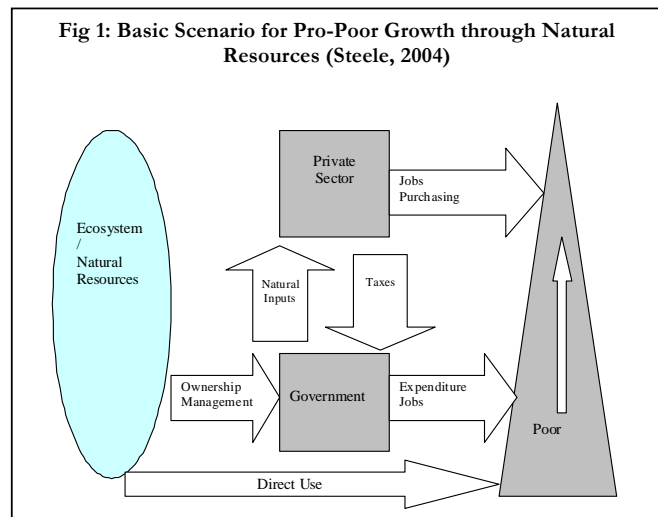 Fig 1: Basic Scenario for Pro-Poor Growth through Natural
Resources (Steele, 2004)
Private
Sector
Jobs
Purchasing
Ecosystem
/
Natural
Resources
Natural
Inputs
Taxes
Ownership
Management
Government
Expenditure
Jobs
Poor
Direct Use